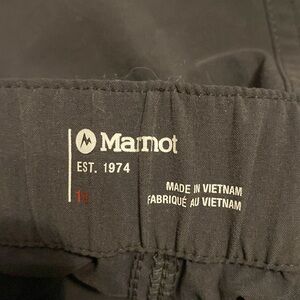 Marmot
EST. 1974
MADE IN VIETNAM
FABRIQUÉ AU VIETNAM